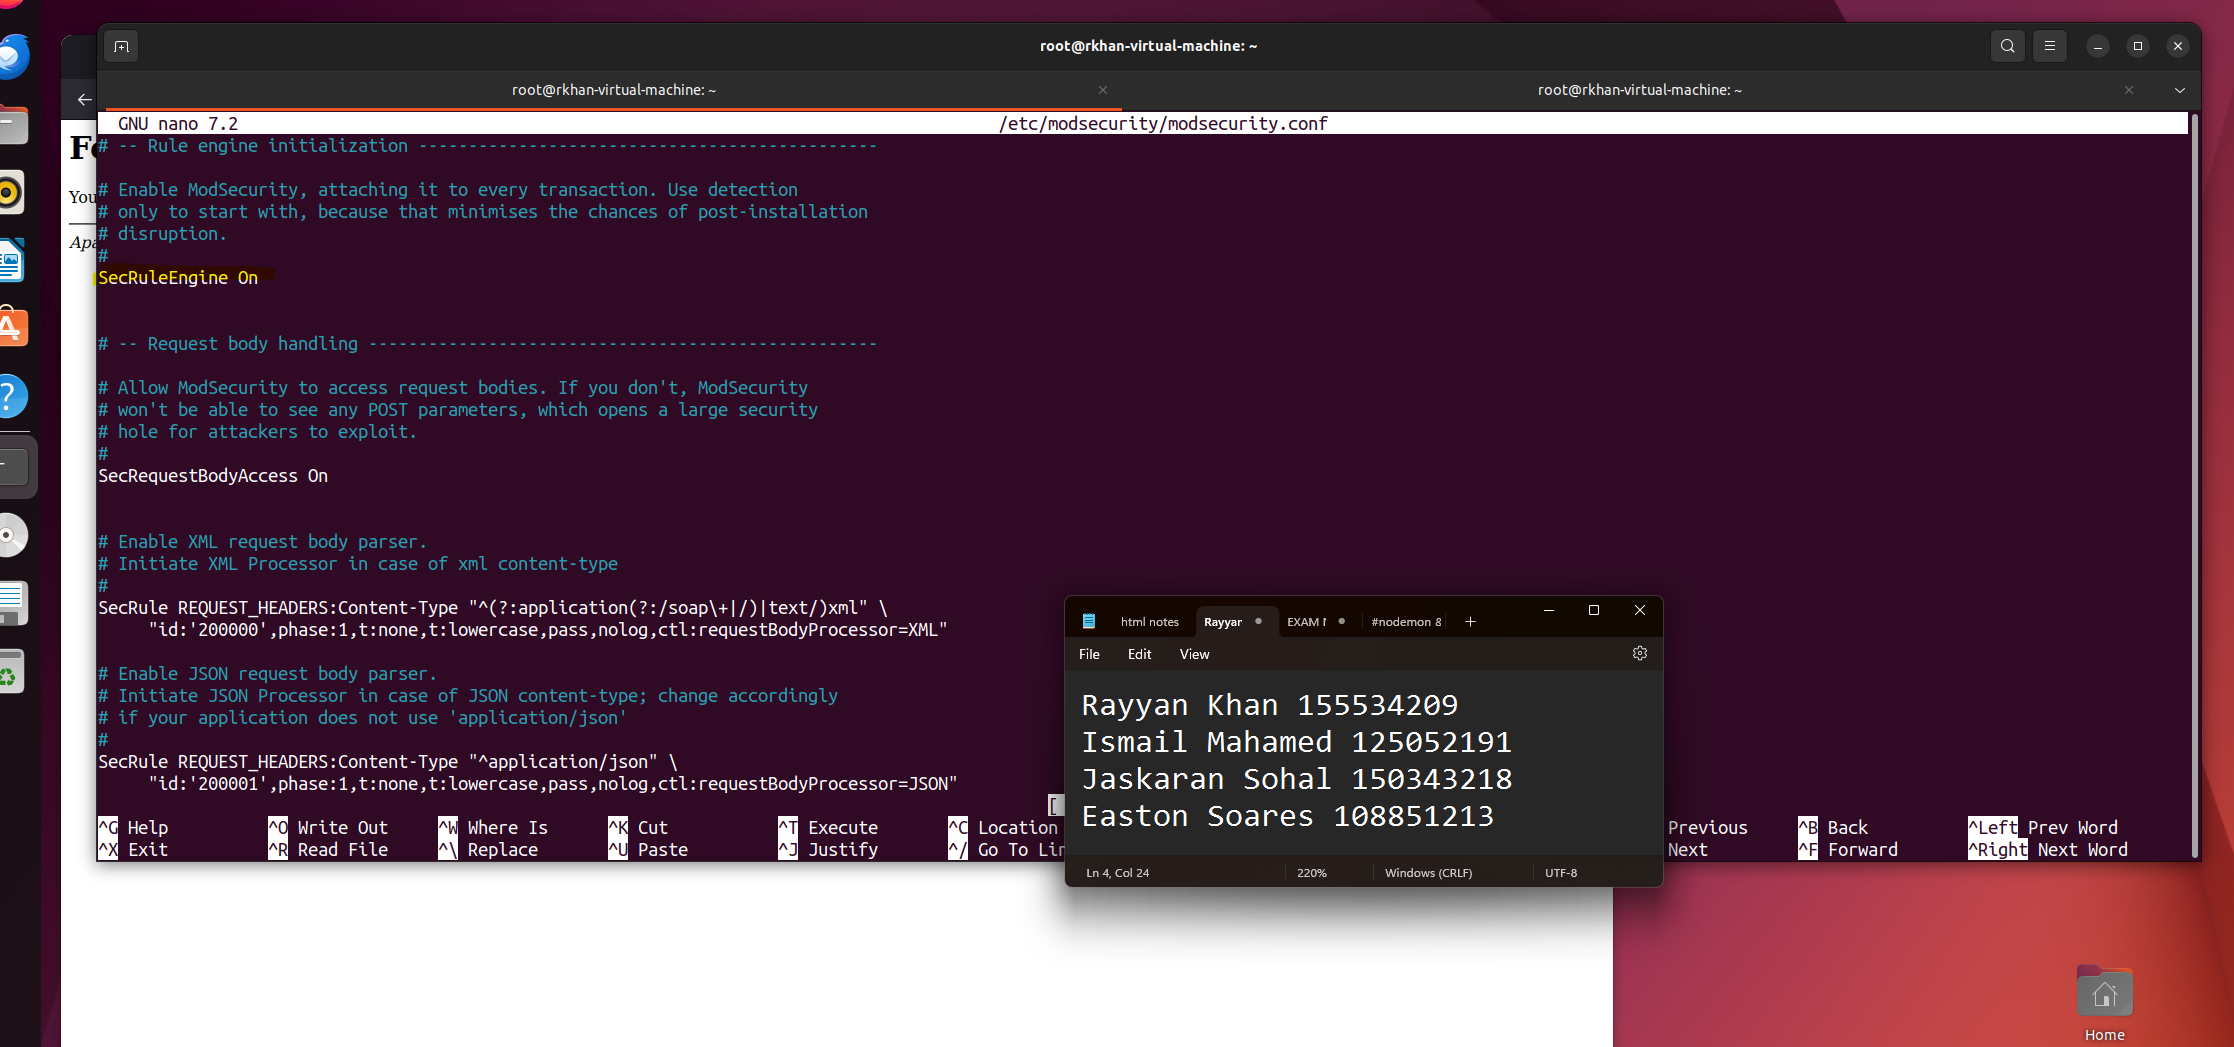 root@rkhan-virtual-machine: ~
root@rkhan-virtual-machine: ~
root@rkhan-virtual-machine: ~
GNU nano 7.2
/etc/modsecurity/modsecurity.conf
# -- Rule engine initialization ----------------------------------------------
# Enable ModSecurity, attaching it to every transaction. Use detection
# only to start with, because that minimises the chances of post-installation
# disruption.
#
SecRuleEngine On
# -- Request body handling ---------------------------------------------------
# Allow ModSecurity to access request bodies. If you don't, ModSecurity
# won't be able to see any POST parameters, which opens a large security
# hole for attackers to exploit.
#
SecRequestBodyAccess On
# Enable XML request body parser.
# Initiate XML Processor in case of xml content-type
#
SecRule REQUEST_HEADERS:Content-Type "^(?:application(?:/soap\+|/)|text/)xml" \
"id:'200000',phase:1,t:none,t:lowercase,pass,nolog,ctl:requestBodyProcessor=XML"
# Enable JSON request body parser.
# Initiate JSON Processor in case of JSON content-type; change accordingly
# if your application does not use 'application/json'
#
SecRule REQUEST_HEADERS:Content-Type "^application/json" \
"id:'200001',phase:1,t:none,t:lowercase,pass,nolog,ctl:requestBodyProcessor=JSON"
[
^G Help ^O Write Out ^W Where Is ^K Cut ^T Execute ^C Location Previous ^B Back ^Left Prev Word
^X Exit ^R Read File ^\ Replace ^U Paste ^J Justify ^/ Go To Lin Next ^F Forward ^Right Next Word
You
Apa
html notes Rayyar EXAM #nodemon &
File Edit View
Rayyan Khan 155534209
Ismail Mahamed 125052191
Jaskaran Sohal 150343218
Easton Soares 108851213
Ln 4, Col 24 220% Windows (CRLF) UTF-8
Home